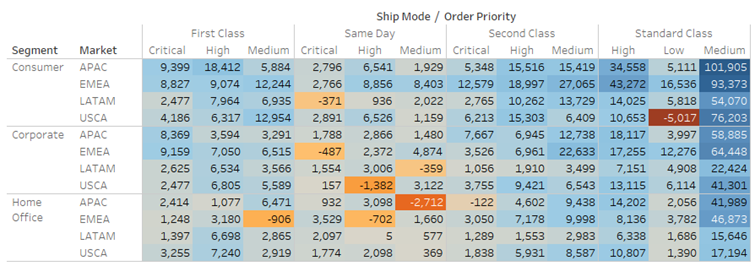 Ship Mode / Order Priority
First Class Same Day Second Class Standard Class
Segment Market Critical High Medium Critical High Medium Critical High Medium High Low Medium
Consumer APAC 9,399 18,412 5,884 2,796 6,541 1,929 5,348 15,516 15,419 34,558 5,111 101,905
EMEA 8,827 9,074 12,244 2,766 8,856 8,403 12,579 18,997 27,065 43,272 16,536 93,373
LATAM 2,477 7,964 6,935 -371 936 2,022 2,765 10,262 13,729 14,025 5,818 54,070
USCA 4,186 6,317 12,954 2,891 6,526 1,159 6,213 15,303 6,409 10,653 -5,017 76,203
Corporate APAC 8,369 3,594 3,291 1,788 2,866 1,480 7,667 6,945 12,738 18,117 3,997 58,885
EMEA 9,159 7,050 6,515 -487 2,372 4,874 3,526 6,961 22,633 17,255 12,276 64,448
LATAM 2,625 6,534 3,566 1,554 3,006 -359 1,056 1,910 3,499 7,151 4,908 22,424
USCA 2,477 6,805 5,589 157 -1,382 3,122 3,755 9,421 6,543 13,115 6,114 41,301
Home APAC 2,414 1,077 6,471 932 3,098 -2,712 -122 4,602 9,438 14,202 2,056 41,989
Office EMEA 1,248 3,180 -906 3,529 -702 1,660 3,050 7,178 9,998 8,136 3,782 46,873
LATAM 1,397 6,698 2,865 2,097 5 577 1,289 1,553 2,983 6,338 1,686 15,646
USCA 3,255 7,240 2,919 1,774 2,098 369 1,838 5,931 8,587 10,807 1,390 17,194